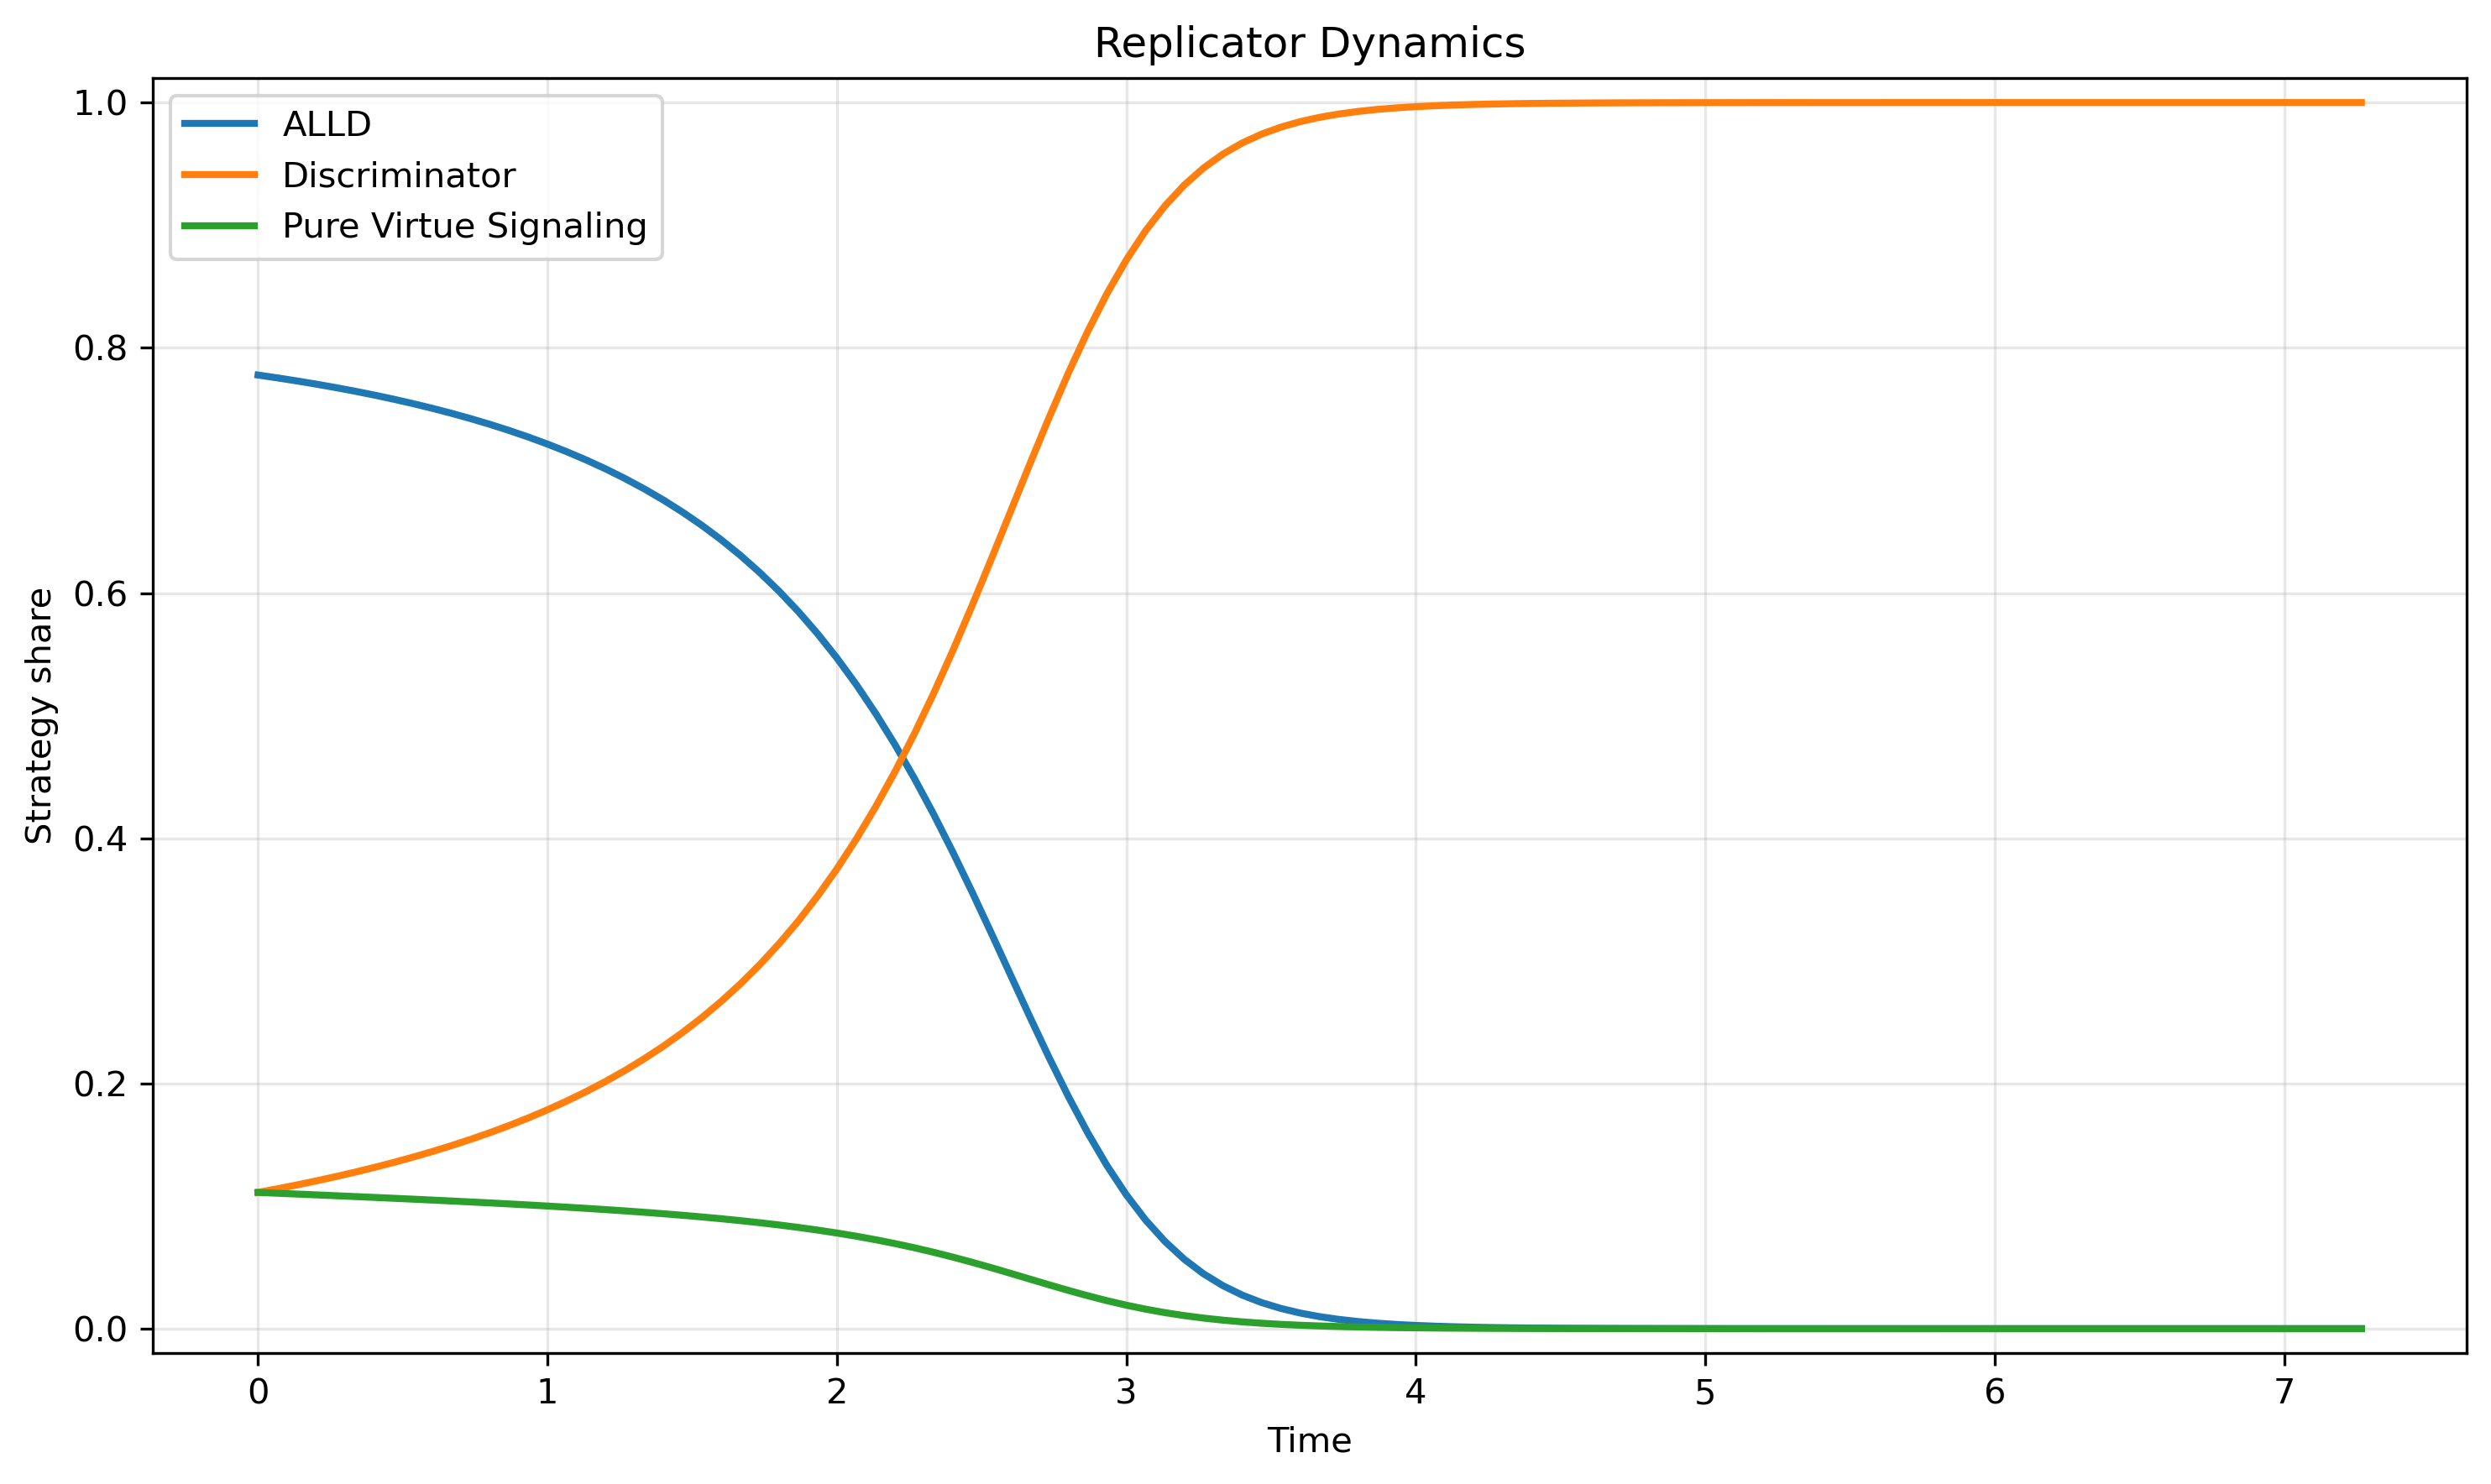 Replicator Dynamics
ALLD
Discriminator
Pure Virtue Signaling
Strategy share
1.0
0.8
0.6
0.4
0.2
0.0
0 1 2 3 4 5 6 7
Time